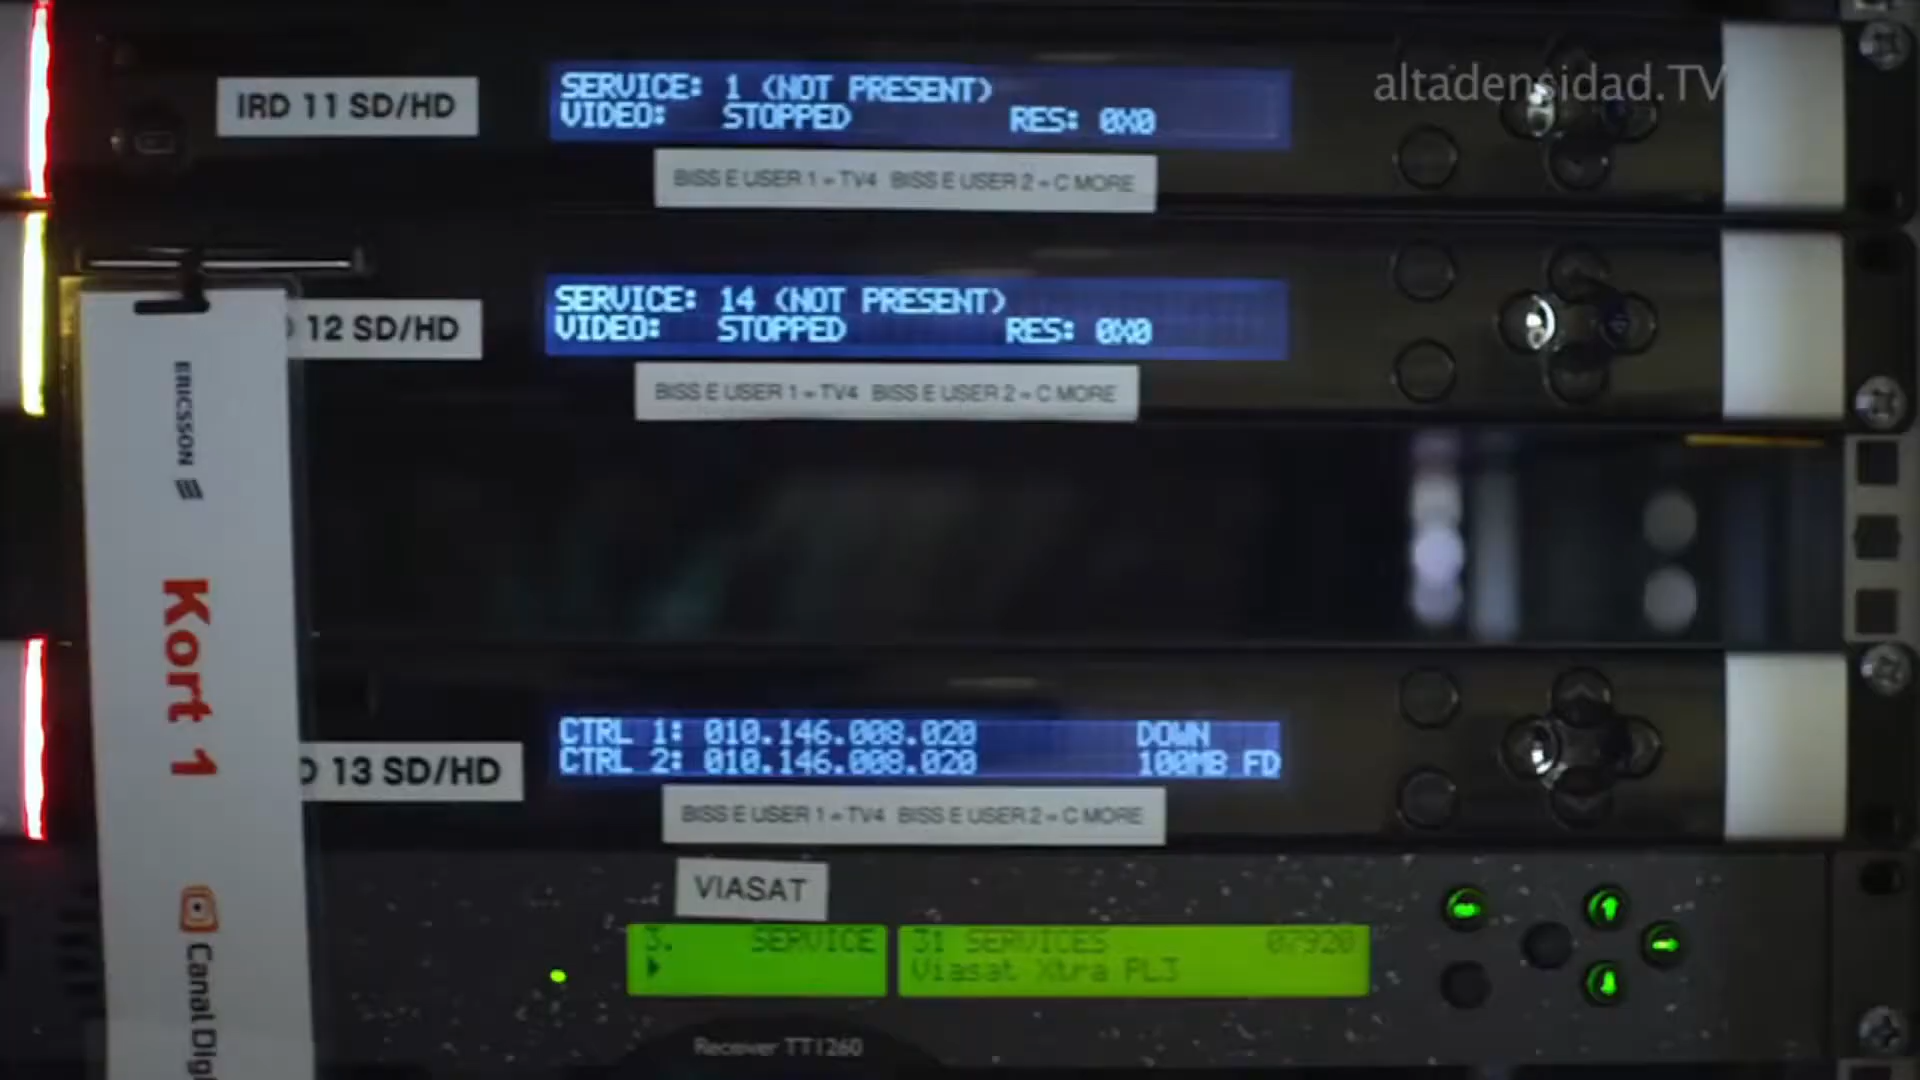 altadensidad.TV
IRD 11 SD/HD
SERVICE: 1 (NOT PRESENT)
VIDEO: STOPPED RES: 0X0
BISS E USER 1 = TV4 BISS E USER 2 = C MORE
12 SD/HD
SERVICE: 14 (NOT PRESENT)
VIDEO: STOPPED RES: 0X0
BISS E USER 1 = TV4 BISS E USER 2 = C MORE
ERICSSON
Kort 1
Canal Digi
D 13 SD/HD
CTRL 1: 010.146.008.020 DOWN
CTRL 2: 010.146.008.020 100MB FD
BISS E USER 1 = TV4 BISS E USER 2 = C MORE
VIASAT
3. SERVICE
31 SERVICES 07920
Viasat Xtra PL3
Receiver TT1260